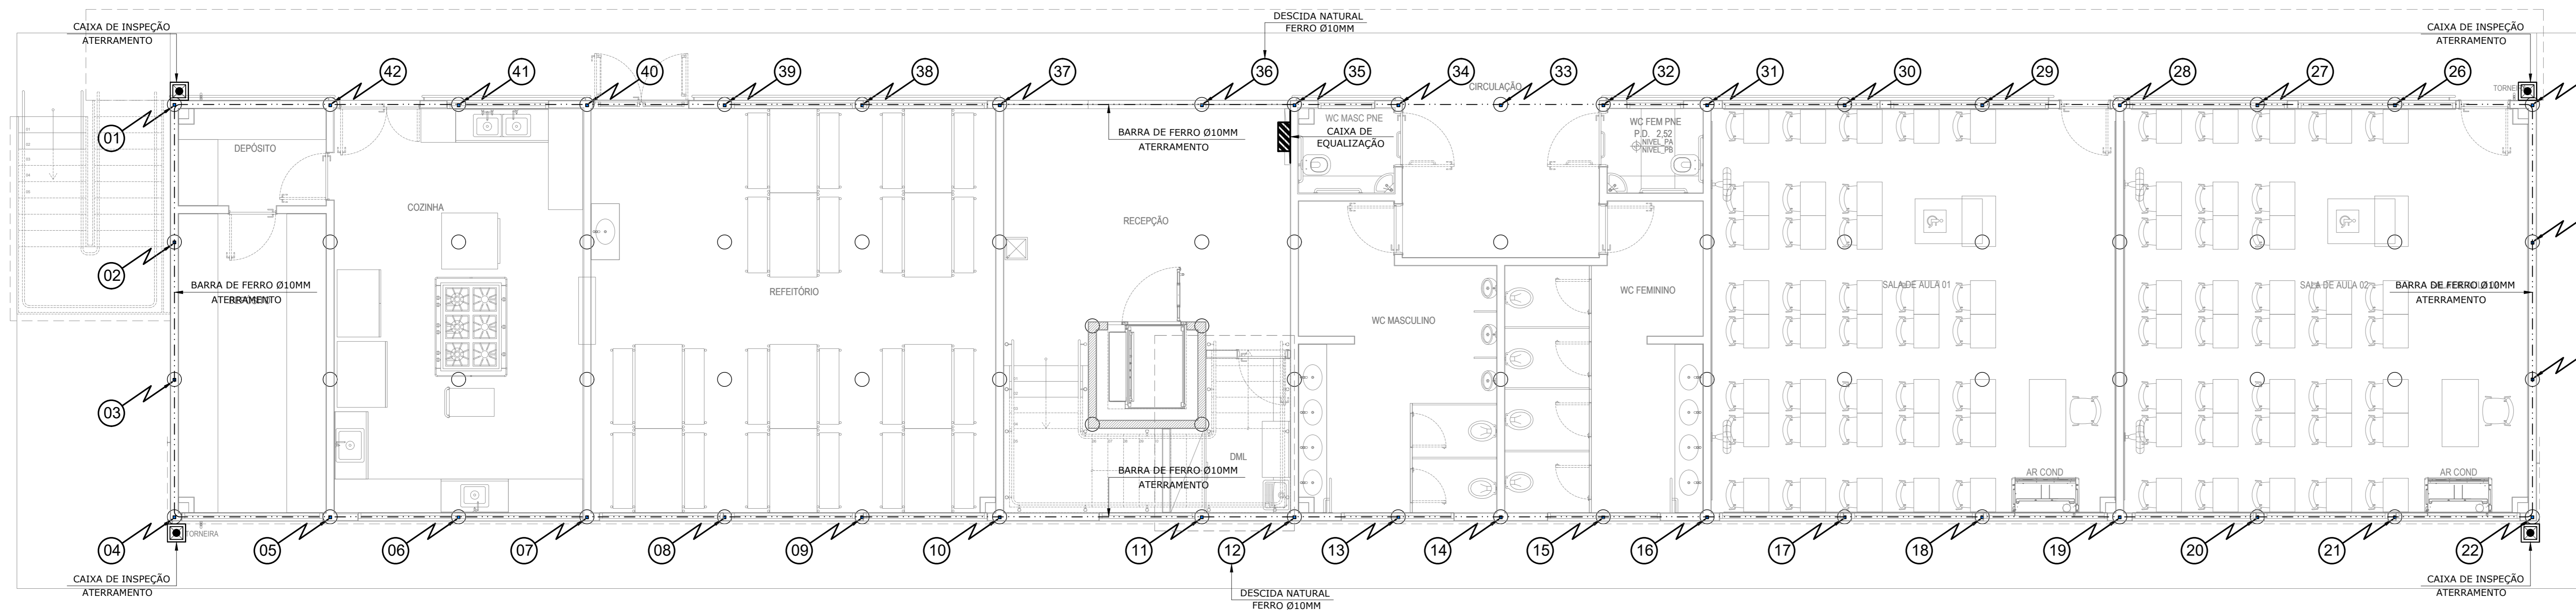 DESCIDA NATURAL
FERRO Ø10MM
CAIXA DE INSPEÇÃO
ATERRAMENTO
CAIXA DE INSPEÇÃO
ATERRAMENTO
42
41
40
39
38
37
36
35
34
33
32
31
30
29
28
27
26
CIRCULAÇÃO
TORNEIRA
01
BARRA DE FERRO Ø10MM
ATERRAMENTO
WC MASC PNE
CAIXA DE
EQUALIZAÇÃO
WC FEM PNE
P.D. 2,52
NIVEL_PA
NIVEL_PB
DEPÓSITO
COZINHA
RECEPÇÃO
02
BARRA DE FERRO Ø10MM
ATERRAMENTO
REFEITÓRIO
WC MASCULINO
WC FEMININO
SALA DE AULA 01
SALA DE AULA 02
BARRA DE FERRO Ø10MM
ATERRAMENTO
03
DML
BARRA DE FERRO Ø10MM
ATERRAMENTO
AR COND
AR COND
TORNEIRA
04
05
06
07
08
09
10
11
12
13
14
15
16
17
18
19
20
21
22
CAIXA DE INSPEÇÃO
ATERRAMENTO
DESCIDA NATURAL
FERRO Ø10MM
CAIXA DE INSPEÇÃO
ATERRAMENTO